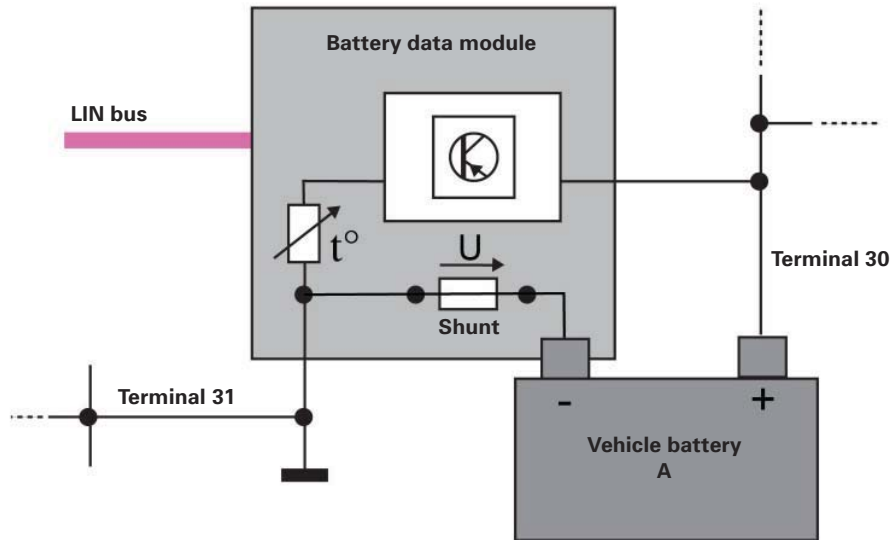 Battery data module
LIN bus
t°
U
Shunt
Terminal 30
Terminal 31
- +
Vehicle battery
A